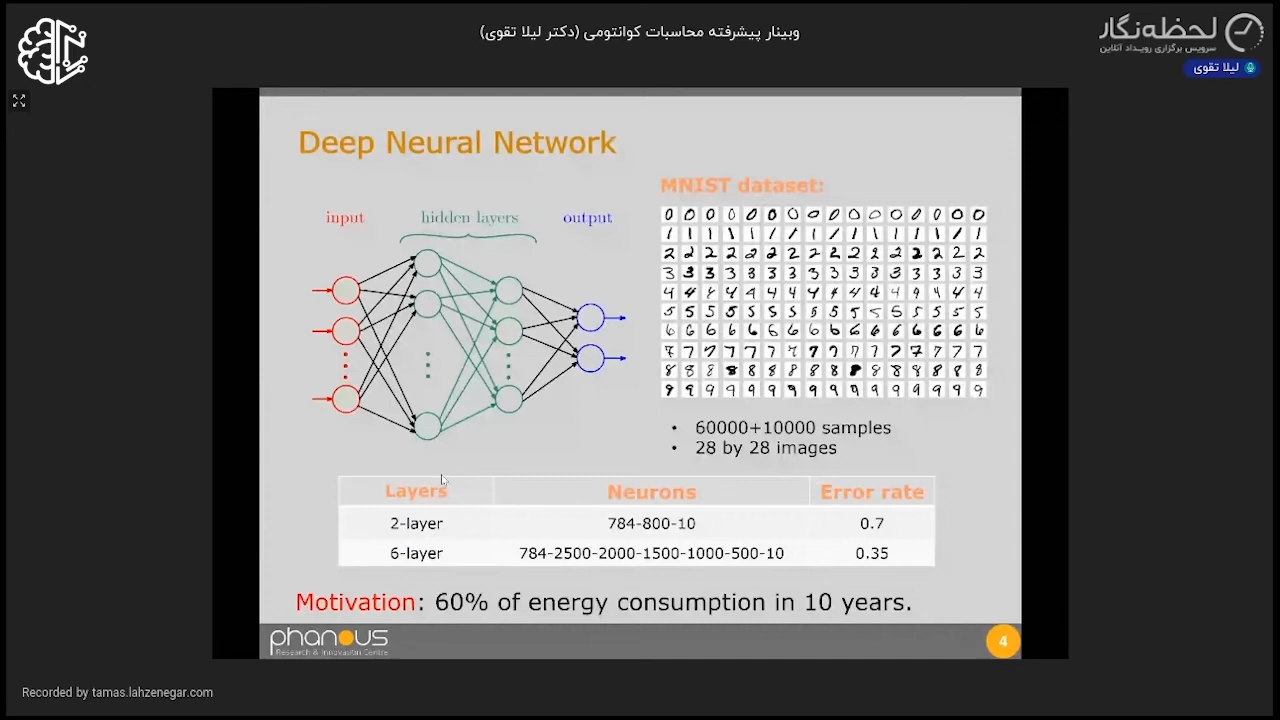 وبینار پیشرفته محاسبات کوانتومی (دکتر لیلا تقوی)
لحظه‌نگار
سرویس برگزاری رویداد آنلاین
لیلا تقوی
Deep Neural Network
input
hidden layers
output
MNIST dataset:
• 60000+10000 samples
• 28 by 28 images
Layers Neurons Error rate
2-layer 784-800-10 0.7
6-layer 784-2500-2000-1500-1000-500-10 0.35
Motivation: 60% of energy consumption in 10 years.
phanous
Research & Innovation Centre
4
Recorded by tamas.lahzenegar.com